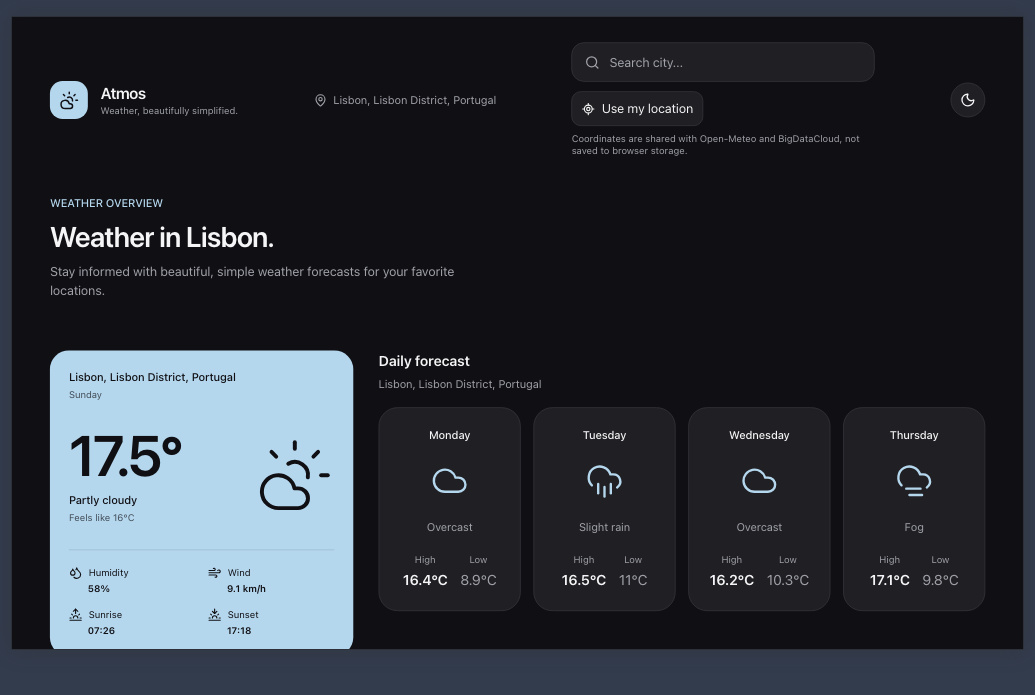 Atmos
Weather, beautifully simplified.
Lisbon, Lisbon District, Portugal
Search city...
Use my location
Coordinates are shared with Open-Meteo and BigDataCloud, not
saved to browser storage.
WEATHER OVERVIEW
Weather in Lisbon.
Stay informed with beautiful, simple weather forecasts for your favorite
locations.
Lisbon, Lisbon District, Portugal
Sunday
17.5°
Partly cloudy
Feels like 16°C
Humidity
58%
Wind
9.1 km/h
Sunrise
07:26
Sunset
17:18
Daily forecast
Lisbon, Lisbon District, Portugal
Monday
Overcast
High Low
16.4°C 8.9°C
Tuesday
Slight rain
High Low
16.5°C 11°C
Wednesday
Overcast
High Low
16.2°C 10.3°C
Thursday
Fog
High Low
17.1°C 9.8°C